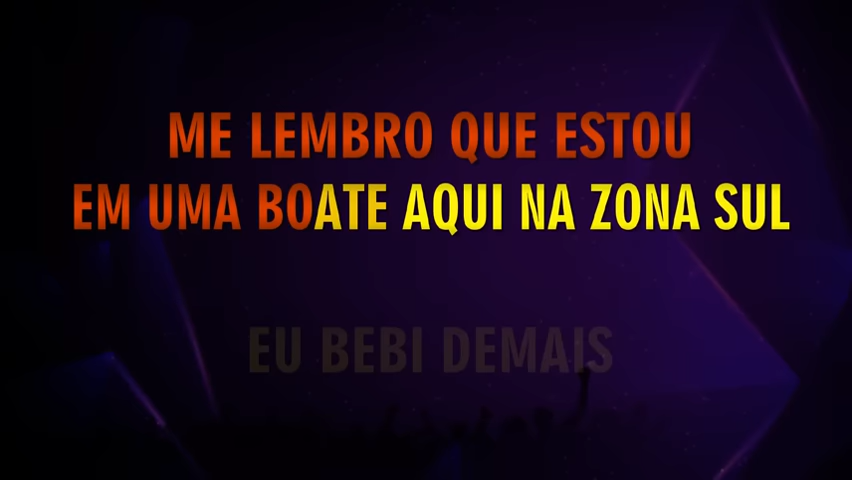 ME LEMBRO QUE ESTOU
EM UMA BOATE AQUI NA ZONA SUL
EU BEBI DEMAIS